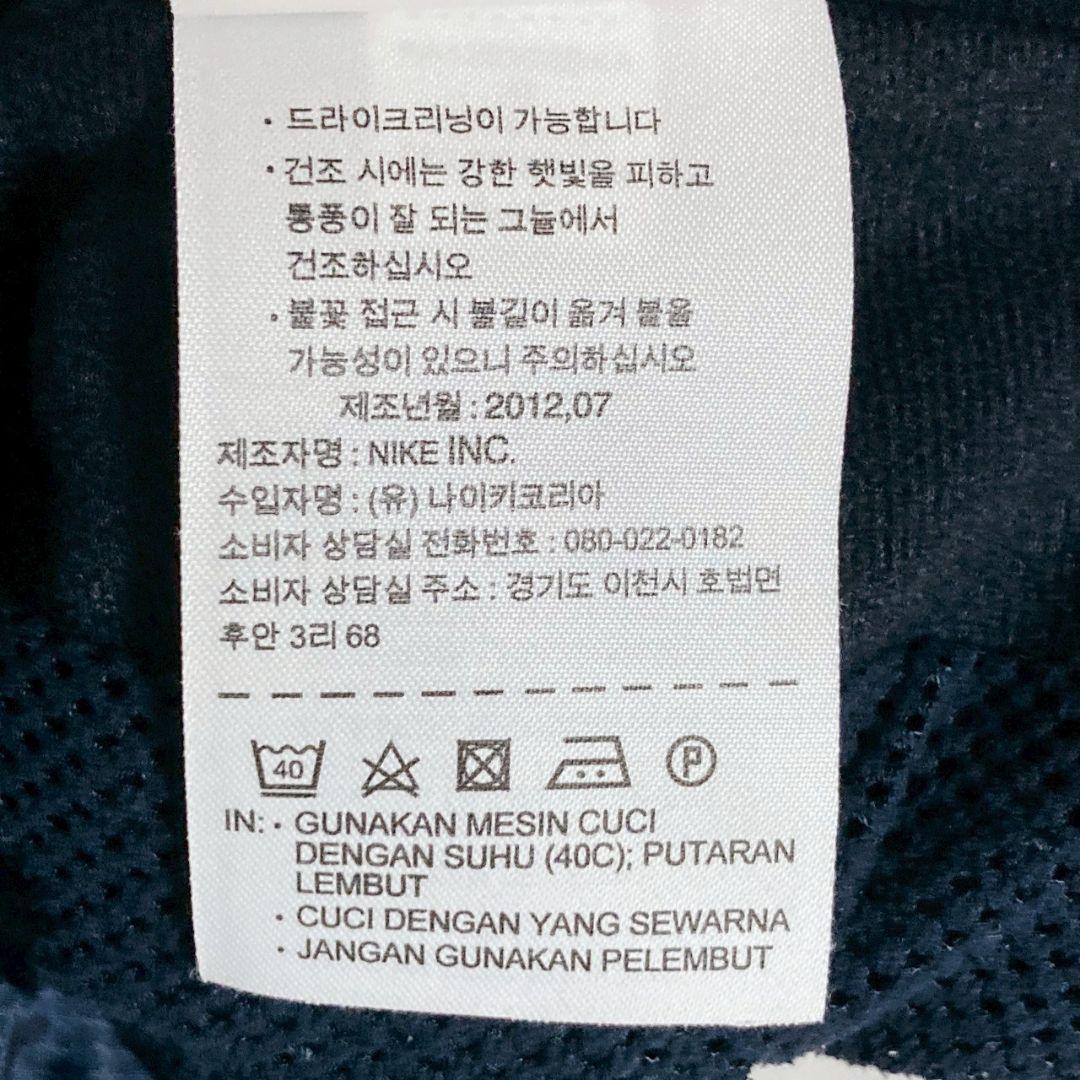 · 드라이크리닝이 가능합니다
· 건조 시에는 강한 햇빛을 피하고
통풍이 잘 되는 그늘에서
건조하십시오
· 불꽃 접근 시 불길이 옮겨 붙을
가능성이 있으니 주의하십시오
제조년월 : 2012,07
제조자명 : NIKE INC.
수입자명 : (유) 나이키코리아
소비자 상담실 전화번호 : 080-022-0182
소비자 상담실 주소 : 경기도 이천시 호법면
후안 3리 68
40 P
IN: · GUNAKAN MESIN CUCI
DENGAN SUHU (40C); PUTARAN
LEMBUT
· CUCI DENGAN YANG SEWARNA
· JANGAN GUNAKAN PELEMBUT